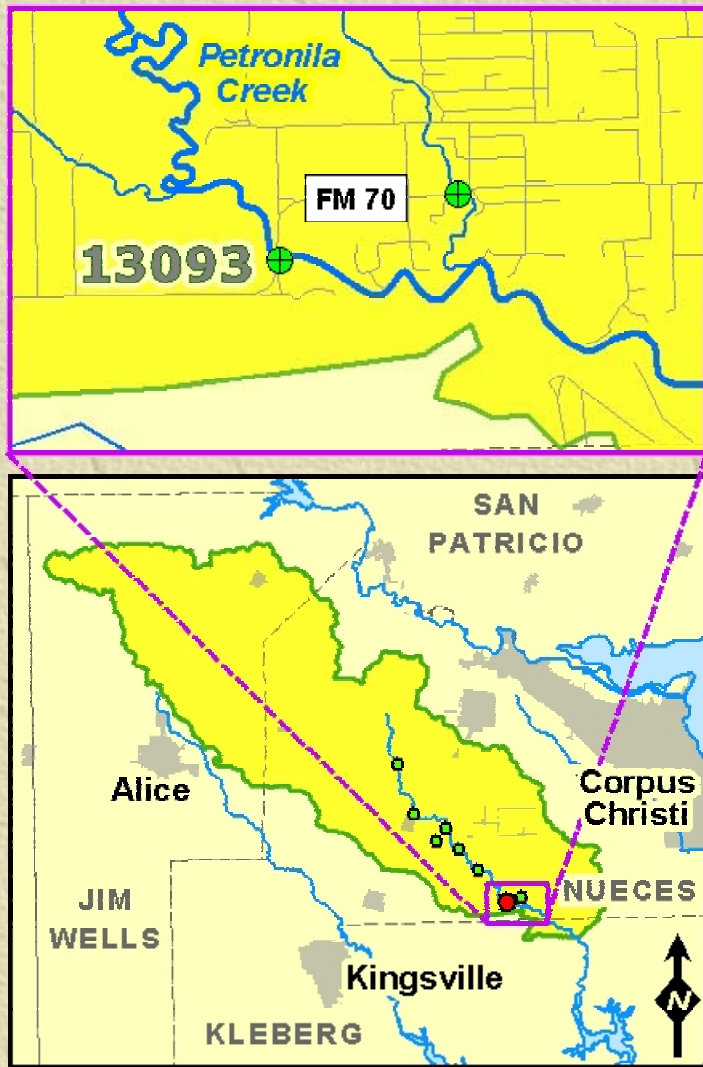 Petronila
Creek
FM 70
13093
SAN
PATRICIO
Alice
Corpus
Christi
JIM
WELLS
NUECES
Kingsville
KLEBERG
N